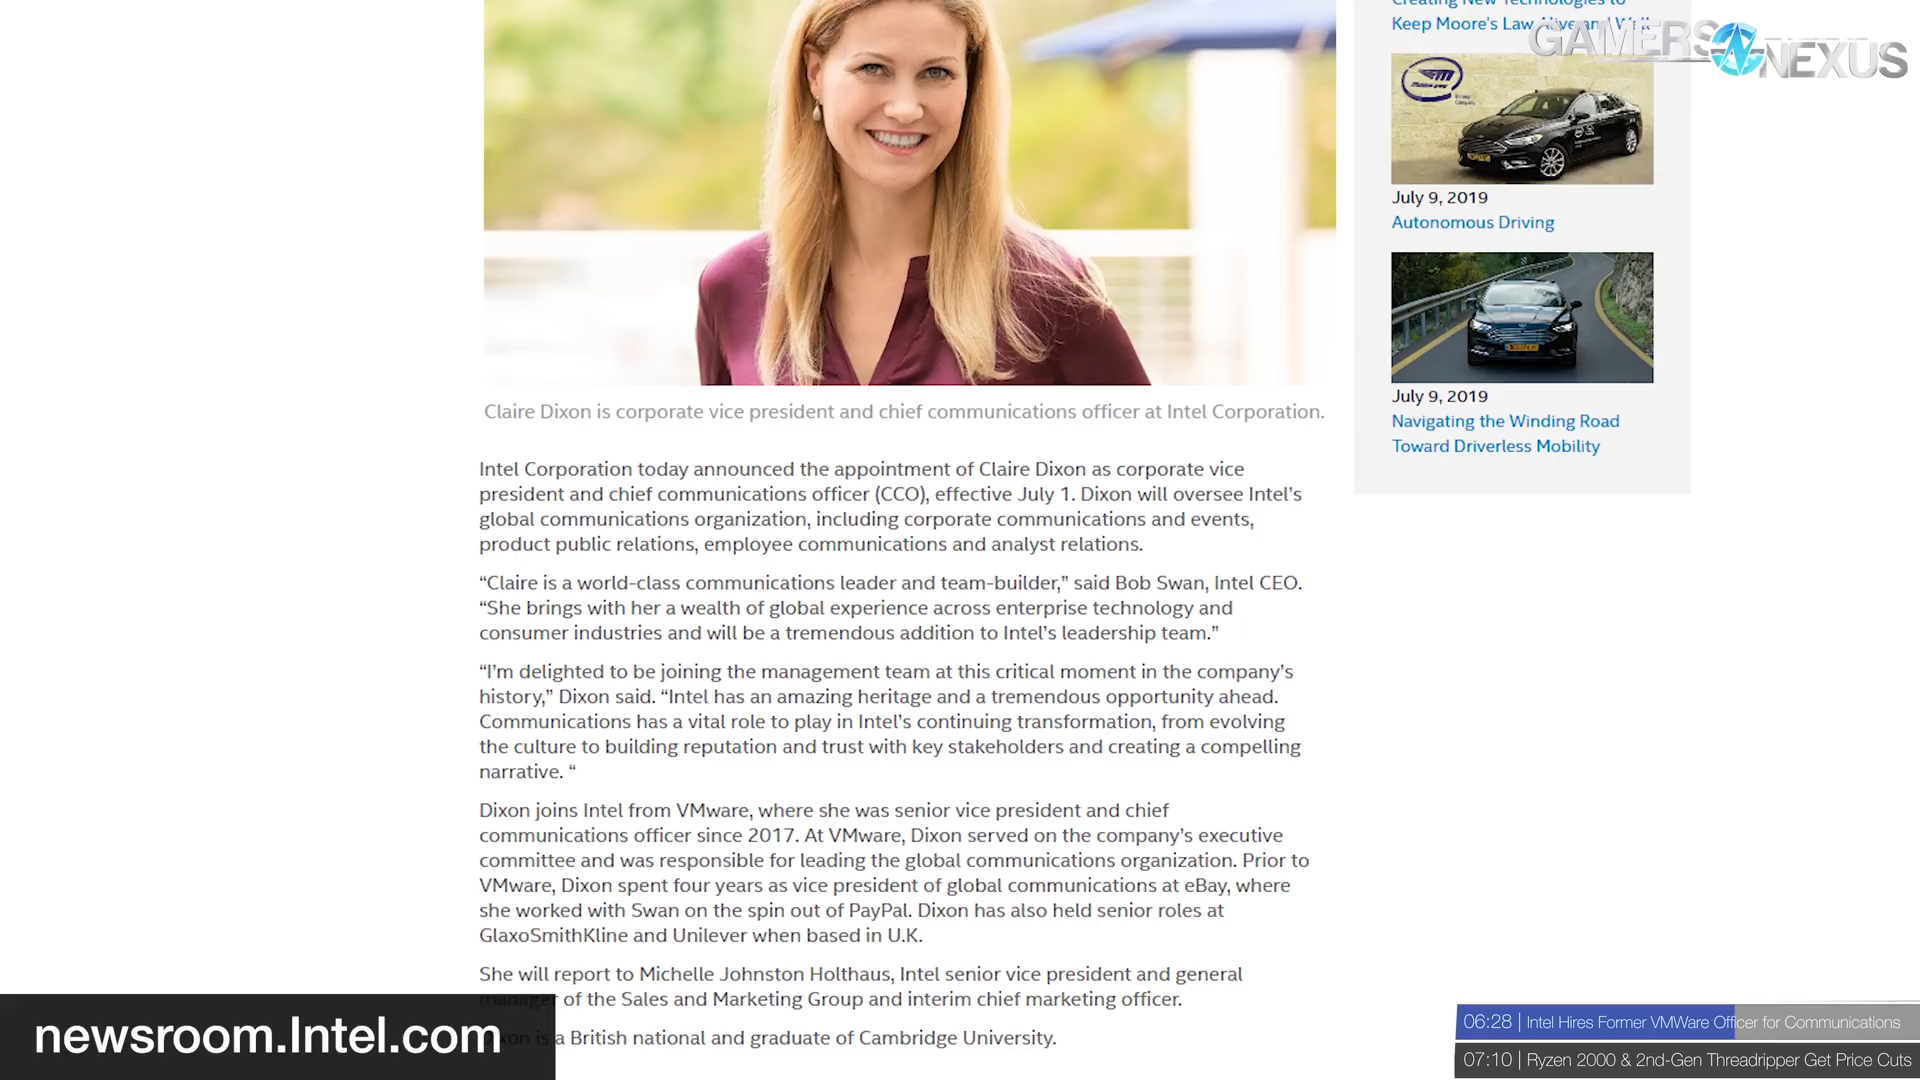 Creating New Technologies to
Keep Moore's Law Alive and Well
GAMERS NEXUS
July 9, 2019
Autonomous Driving
July 9, 2019
Navigating the Winding Road
Toward Driverless Mobility
Claire Dixon is corporate vice president and chief communications officer at Intel Corporation.
Intel Corporation today announced the appointment of Claire Dixon as corporate vice
president and chief communications officer (CCO), effective July 1. Dixon will oversee Intel's
global communications organization, including corporate communications and events,
product public relations, employee communications and analyst relations.
“Claire is a world-class communications leader and team-builder,” said Bob Swan, Intel CEO.
“She brings with her a wealth of global experience across enterprise technology and
consumer industries and will be a tremendous addition to Intel's leadership team.”
“I'm delighted to be joining the management team at this critical moment in the company's
history,” Dixon said. “Intel has an amazing heritage and a tremendous opportunity ahead.
Communications has a vital role to play in Intel's continuing transformation, from evolving
the culture to building reputation and trust with key stakeholders and creating a compelling
narrative. “
Dixon joins Intel from VMware, where she was senior vice president and chief
communications officer since 2017. At VMware, Dixon served on the company's executive
committee and was responsible for leading the global communications organization. Prior to
VMware, Dixon spent four years as vice president of global communications at eBay, where
she worked with Swan on the spin out of PayPal. Dixon has also held senior roles at
GlaxoSmithKline and Unilever when based in U.K.
She will report to Michelle Johnston Holthaus, Intel senior vice president and general
manager of the Sales and Marketing Group and interim chief marketing officer.
Dixon is a British national and graduate of Cambridge University.
newsroom.Intel.com
06:28 | Intel Hires Former VMWare Officer for Communications
07:10 | Ryzen 2000 & 2nd-Gen Threadripper Get Price Cuts